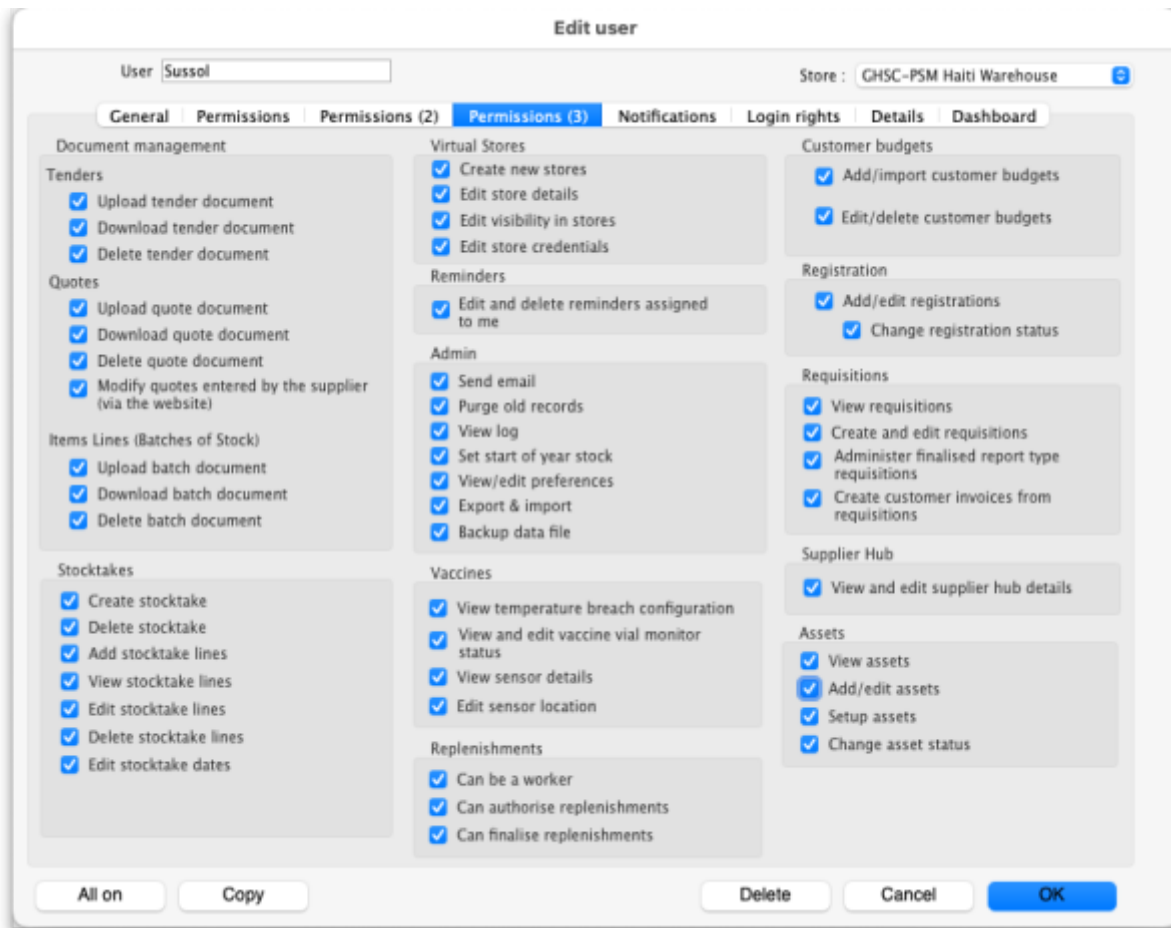 Edit user
User Sussol
Store : GHSC-PSM Haiti Warehouse
General Permissions Permissions (2) Permissions (3) Notifications Login rights Details Dashboard
Document management
Tenders
Upload tender document
Download tender document
Delete tender document
Quotes
Upload quote document
Download quote document
Delete quote document
Modify quotes entered by the supplier
(via the website)
Items Lines (Batches of Stock)
Upload batch document
Download batch document
Delete batch document
Stocktakes
Create stocktake
Delete stocktake
Add stocktake lines
View stocktake lines
Edit stocktake lines
Delete stocktake lines
Edit stocktake dates
Virtual Stores
Create new stores
Edit store details
Edit visibility in stores
Edit store credentials
Reminders
Edit and delete reminders assigned
to me
Admin
Send email
Purge old records
View log
Set start of year stock
View/edit preferences
Export & import
Backup data file
Vaccines
View temperature breach configuration
View and edit vaccine vial monitor
status
View sensor details
Edit sensor location
Replenishments
Can be a worker
Can authorise replenishments
Can finalise replenishments
Customer budgets
Add/import customer budgets
Edit/delete customer budgets
Registration
Add/edit registrations
Change registration status
Requisitions
View requisitions
Create and edit requisitions
Administer finalised report type
requisitions
Create customer invoices from
requisitions
Supplier Hub
View and edit supplier hub details
Assets
View assets
Add/edit assets
Setup assets
Change asset status
All on Copy Delete Cancel OK